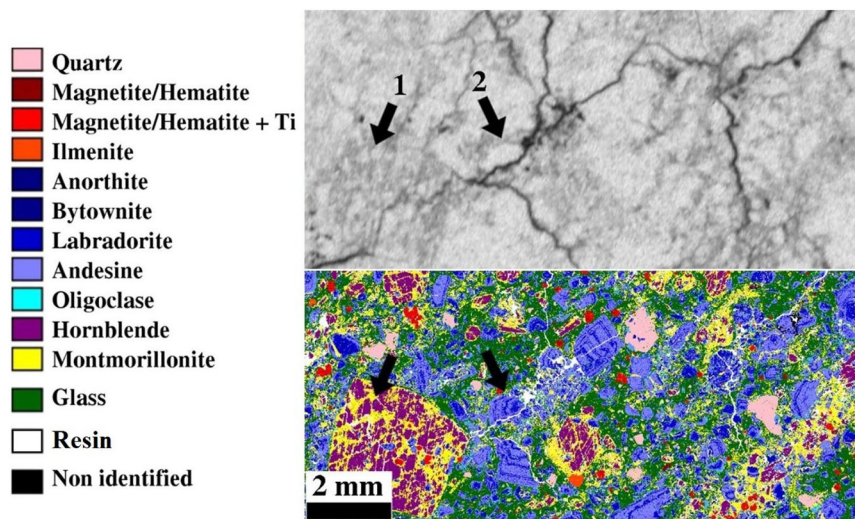 Quartz
Magnetite/Hematite
Magnetite/Hematite + Ti
Ilmenite
Anorthite
Bytownite
Labradorite
Andesine
Oligoclase
Hornblende
Montmorillonite
Glass
Resin
Non identified
1
2
2 mm